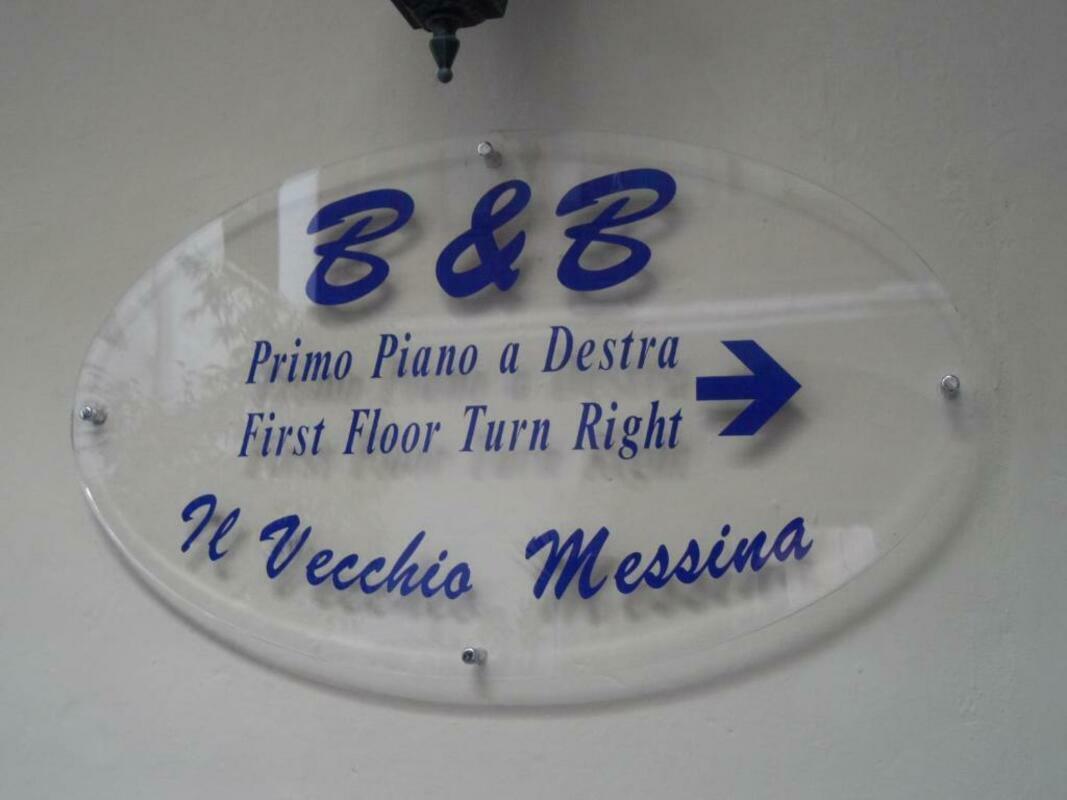 B & B
Primo Piano a Destra
First Floor Turn Right
Il Vecchio Messina